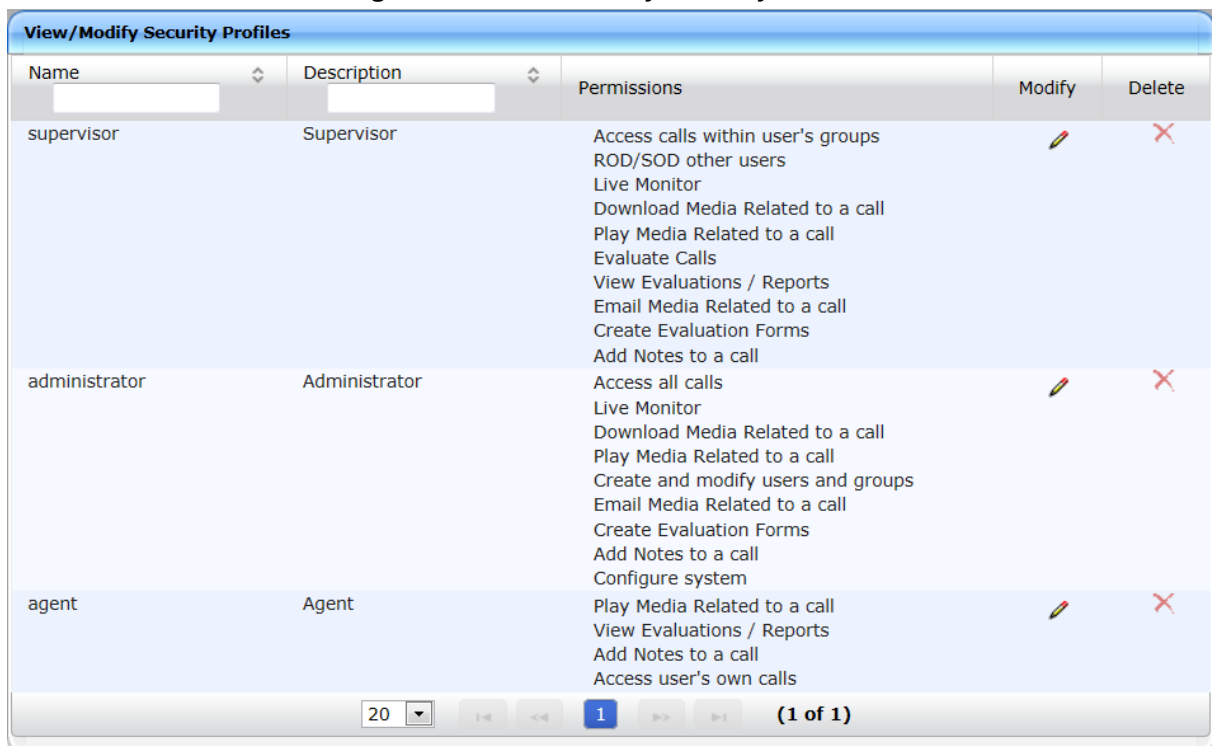 View/Modify Security Profiles
Name Description Permissions Modify Delete
supervisor Supervisor Access calls within user's groups
ROD/SOD other users
Live Monitor
Download Media Related to a call
Play Media Related to a call
Evaluate Calls
View Evaluations / Reports
Email Media Related to a call
Create Evaluation Forms
Add Notes to a call
administrator Administrator Access all calls
Live Monitor
Download Media Related to a call
Play Media Related to a call
Create and modify users and groups
Email Media Related to a call
Create Evaluation Forms
Add Notes to a call
Configure system
agent Agent Play Media Related to a call
View Evaluations / Reports
Add Notes to a call
Access user's own calls
20 1 (1 of 1)